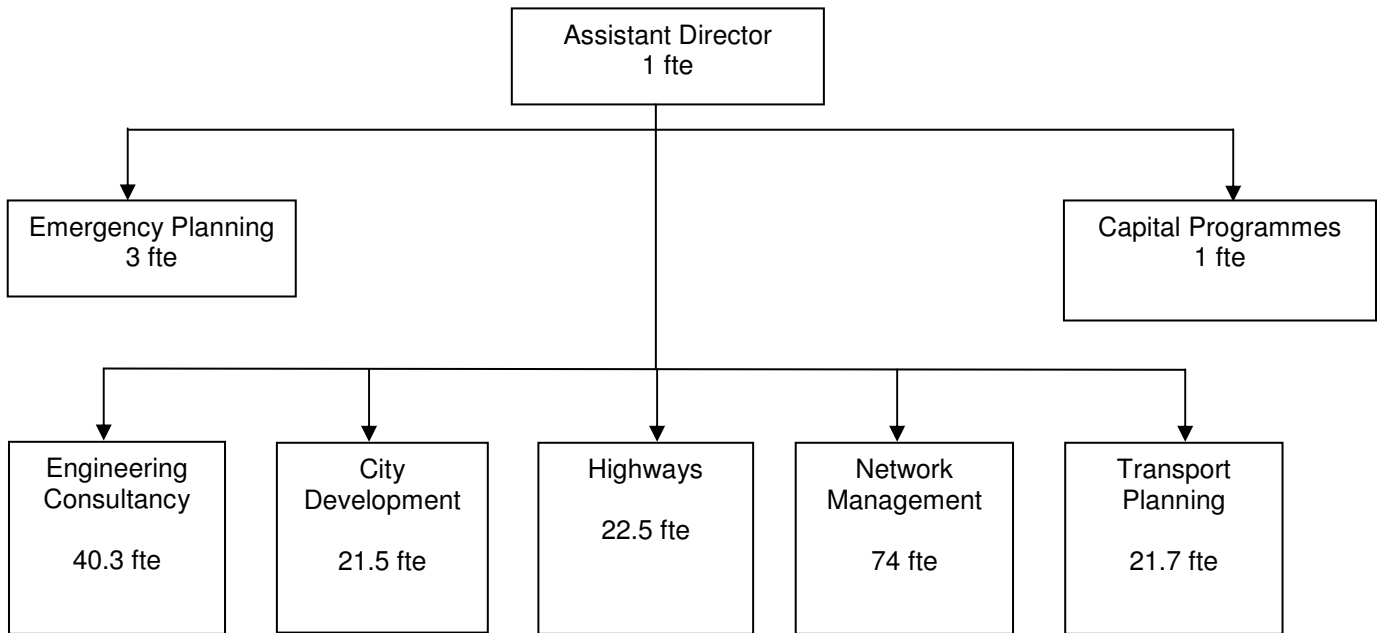 Assistant Director
1 fte
Emergency Planning
3 fte
Capital Programmes
1 fte
Engineering
Consultancy
40.3 fte
City
Development
21.5 fte
Highways
22.5 fte
Network
Management
74 fte
Transport
Planning
21.7 fte